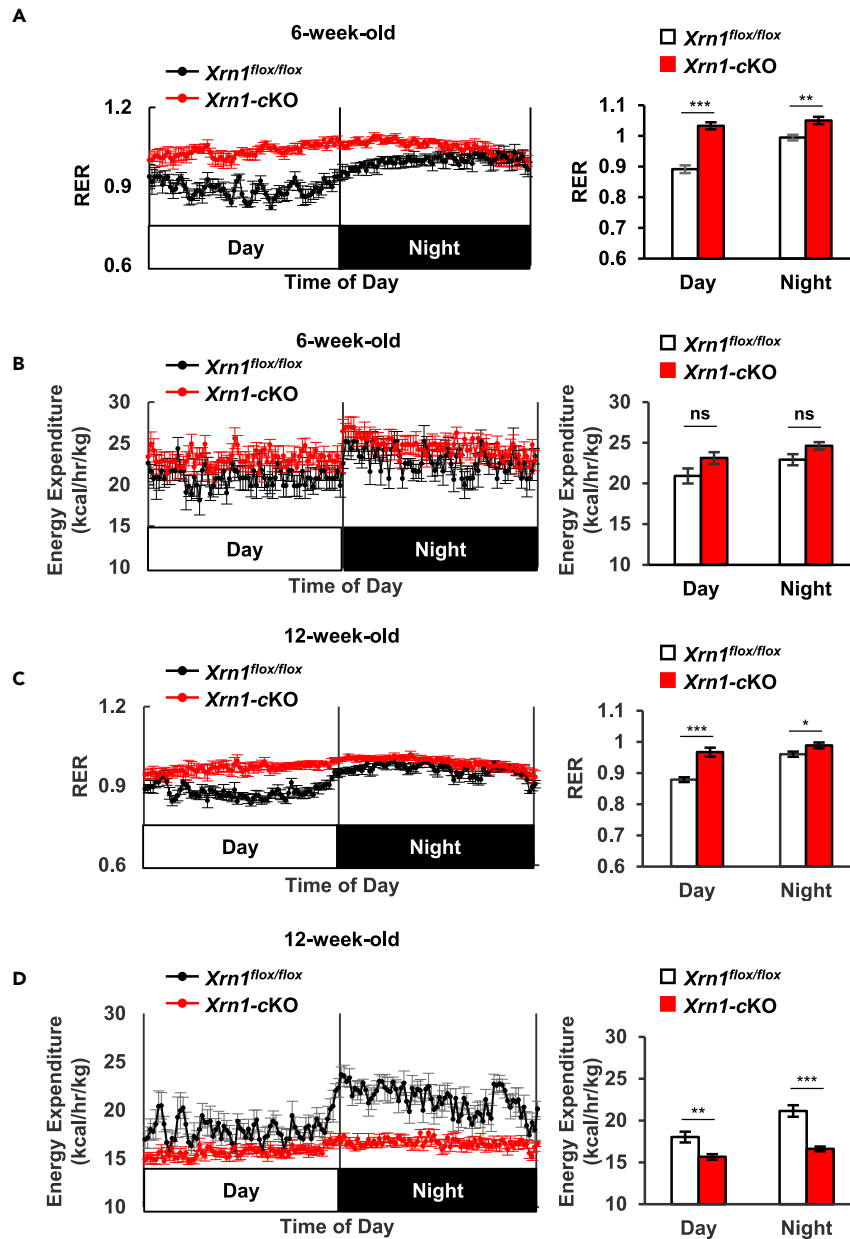 A
6-week-old
Xrn1flox/flox
Xrn1-cKO
RER
1.2
0.9
0.6
Day
Night
Time of Day
Xrn1flox/flox
Xrn1-cKO
RER
1.1
1
0.9
0.8
0.7
0.6
***
**
Day
Night
6-week-old
B
Xrn1flox/flox
Xrn1-cKO
Energy Expenditure
(kcal/hr/kg)
30
25
20
15
10
Day
Night
Time of Day
Xrn1flox/flox
Xrn1-cKO
Energy Expenditure
(kcal/hr/kg)
30
25
20
15
10
ns
ns
Day
Night
12-week-old
C
Xrn1flox/flox
Xrn1-cKO
RER
1.2
0.9
0.6
Day
Night
Time of Day
Xrn1flox/flox
Xrn1-cKO
RER
1.1
1
0.9
0.8
0.7
0.6
***
*
Day
Night
12-week-old
D
Xrn1flox/flox
Xrn1-cKO
Energy Expenditure
(kcal/hr/kg)
30
25
20
15
10
Day
Night
Time of Day
Xrn1flox/flox
Xrn1-cKO
Energy Expenditure
(kcal/hr/kg)
30
25
20
15
10
**
***
Day
Night